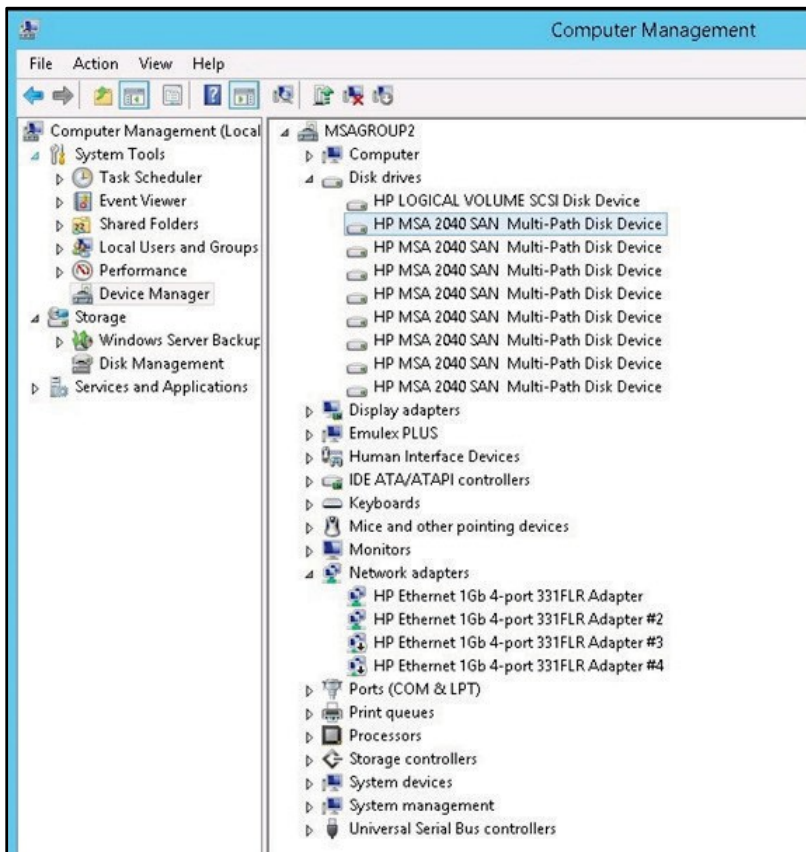 Computer Management
File Action View Help
Computer Management (Local
System Tools
Task Scheduler
Event Viewer
Shared Folders
Local Users and Groups
Performance
Device Manager
Storage
Windows Server Backup
Disk Management
Services and Applications
MSAGROUP2
Computer
Disk drives
HP LOGICAL VOLUME SCSI Disk Device
HP MSA 2040 SAN Multi-Path Disk Device
HP MSA 2040 SAN Multi-Path Disk Device
HP MSA 2040 SAN Multi-Path Disk Device
HP MSA 2040 SAN Multi-Path Disk Device
HP MSA 2040 SAN Multi-Path Disk Device
HP MSA 2040 SAN Multi-Path Disk Device
HP MSA 2040 SAN Multi-Path Disk Device
HP MSA 2040 SAN Multi-Path Disk Device
Display adapters
Emulex PLUS
Human Interface Devices
IDE ATA/ATAPI controllers
Keyboards
Mice and other pointing devices
Monitors
Network adapters
HP Ethernet 1Gb 4-port 331FLR Adapter
HP Ethernet 1Gb 4-port 331FLR Adapter #2
HP Ethernet 1Gb 4-port 331FLR Adapter #3
HP Ethernet 1Gb 4-port 331FLR Adapter #4
Ports (COM & LPT)
Print queues
Processors
Storage controllers
System devices
System management
Universal Serial Bus controllers